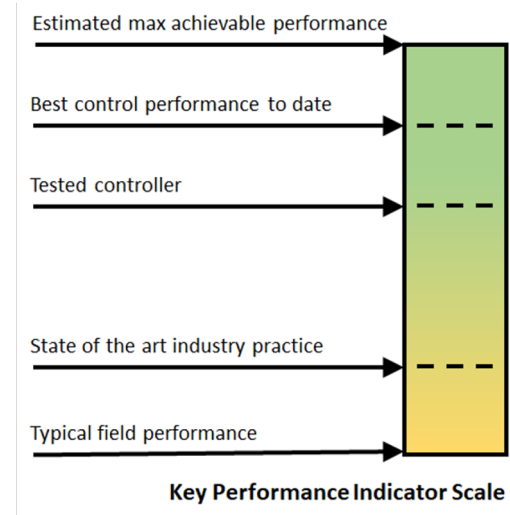 Estimated max achievable performance
Best control performance to date
Tested controller
State of the art industry practice
Typical field performance
Key Performance Indicator Scale